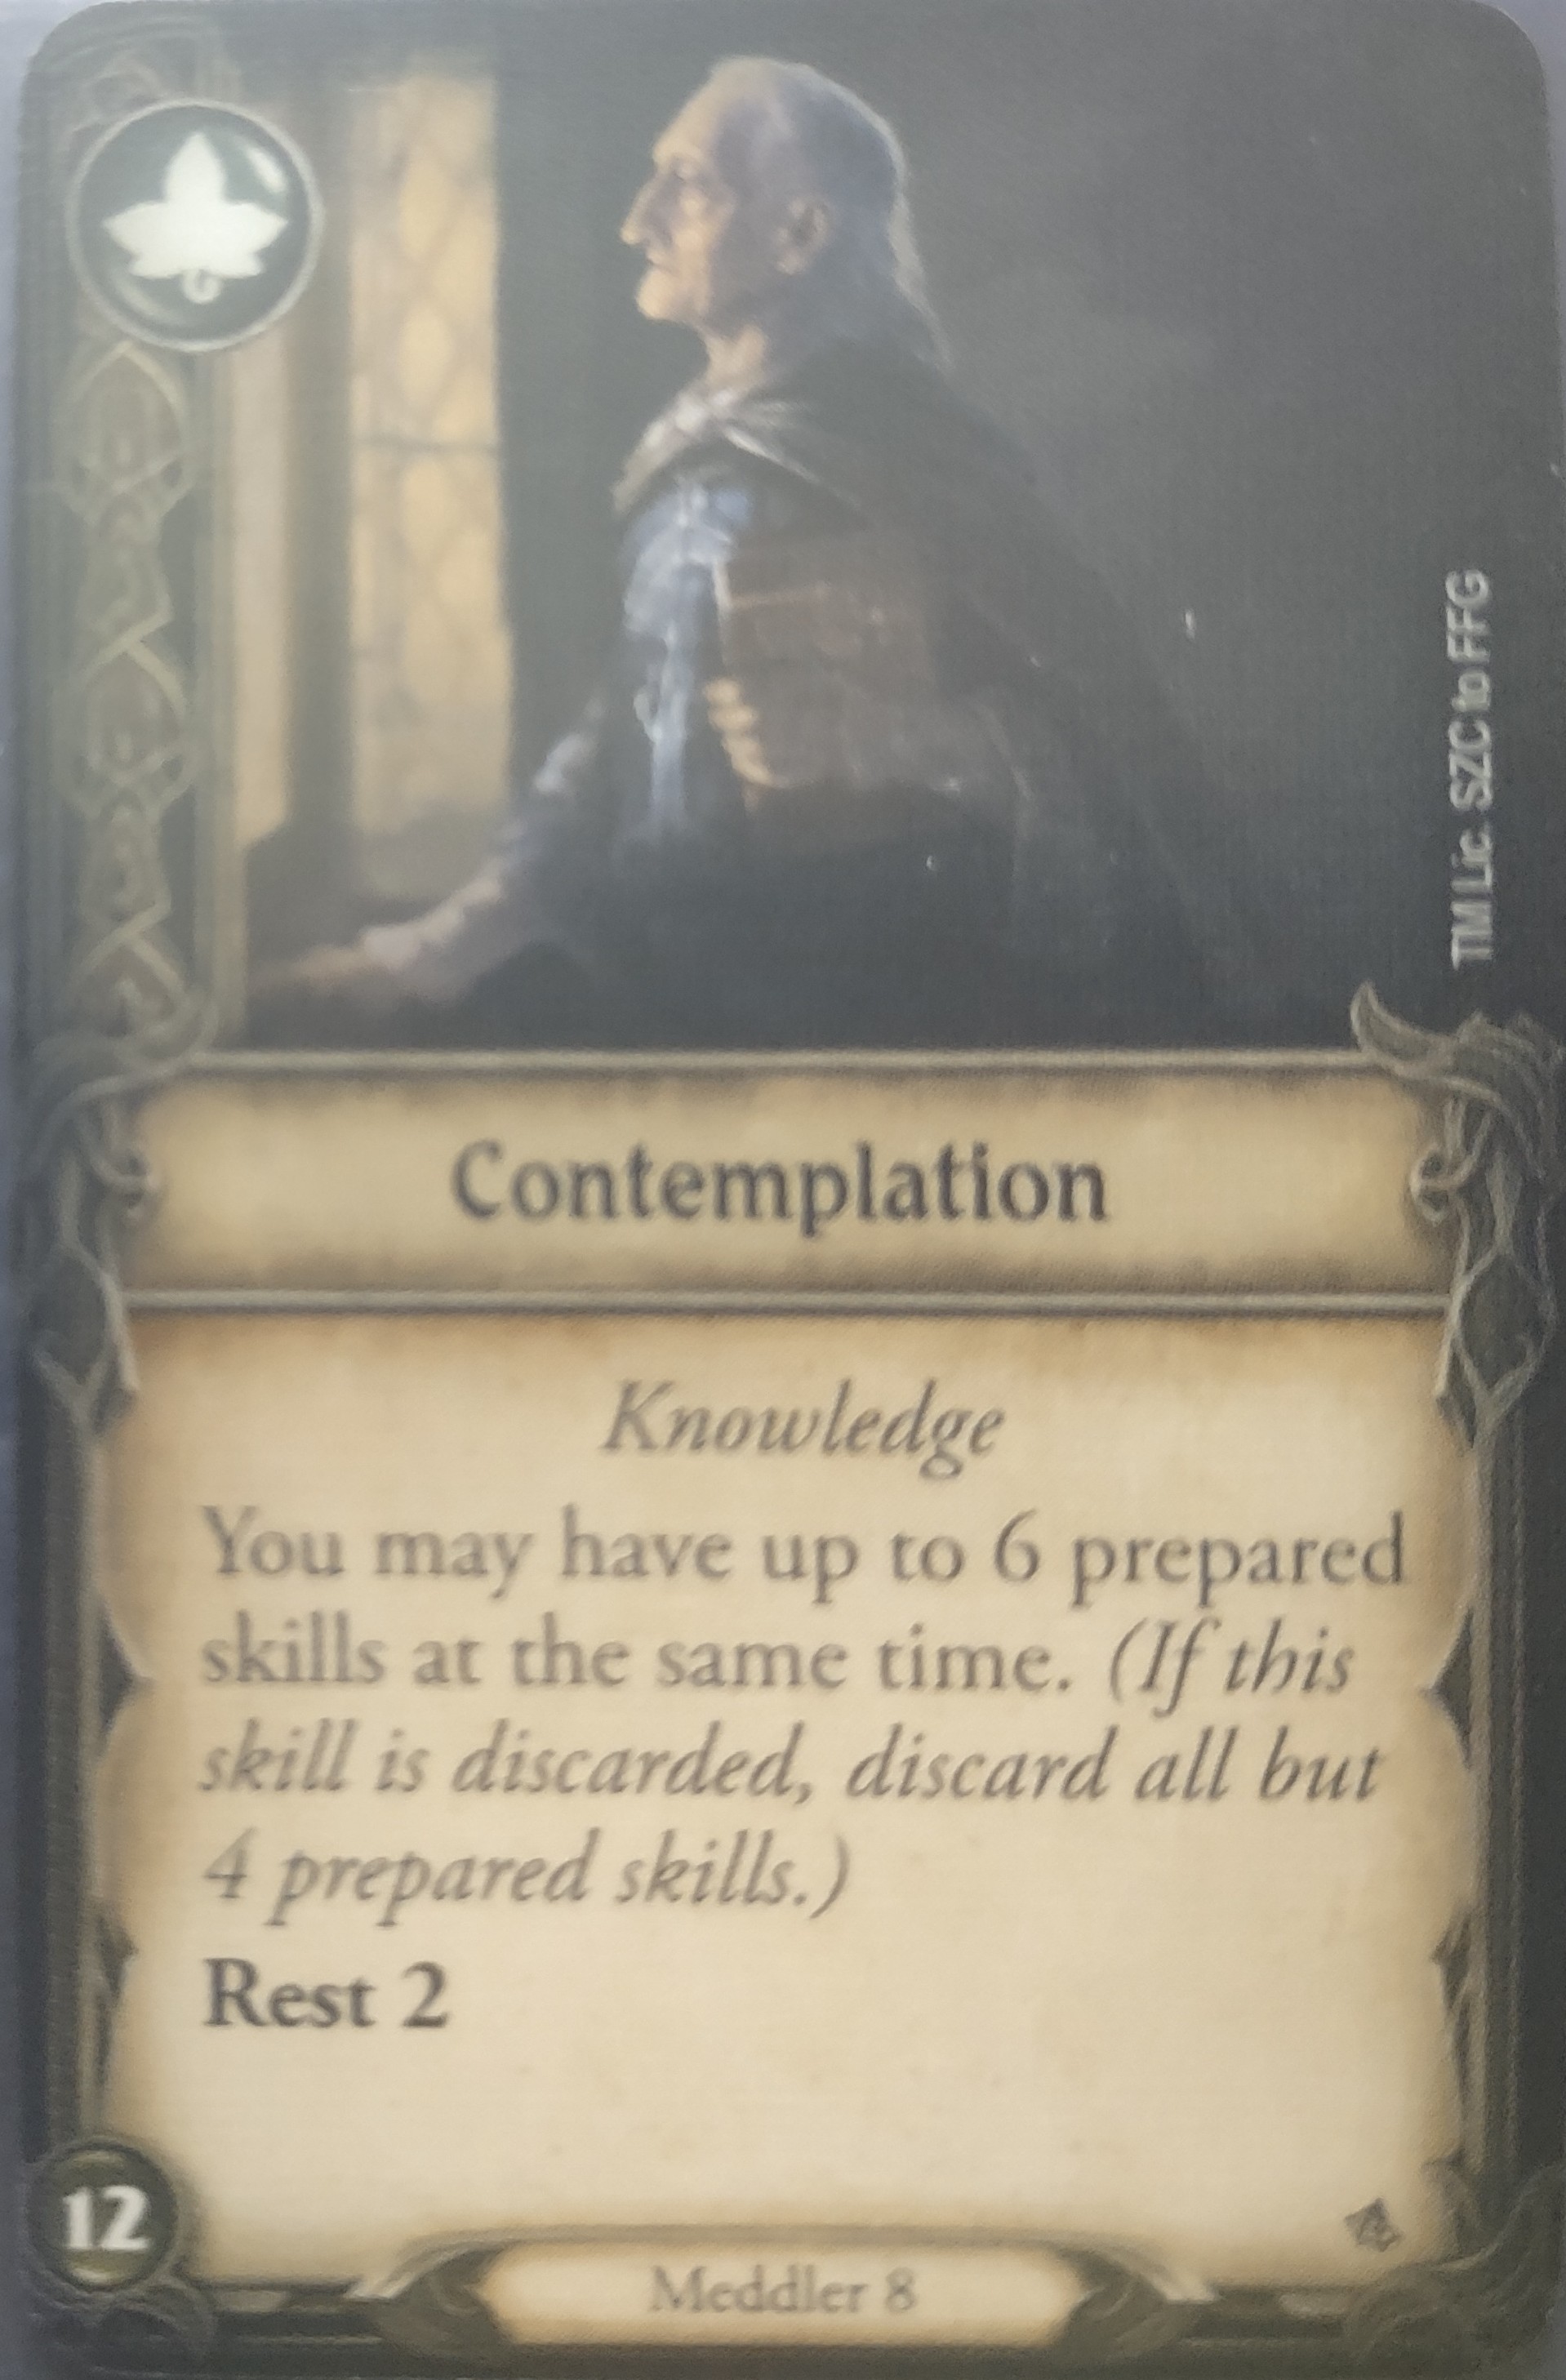 TM Lic. SZC to FFG
Contemplation
Knowledge
You may have up to 6 prepared
skills at the same time. (If this
skill is discarded, discard all but
4 prepared skills.)
Rest 2
12
Meddler 8